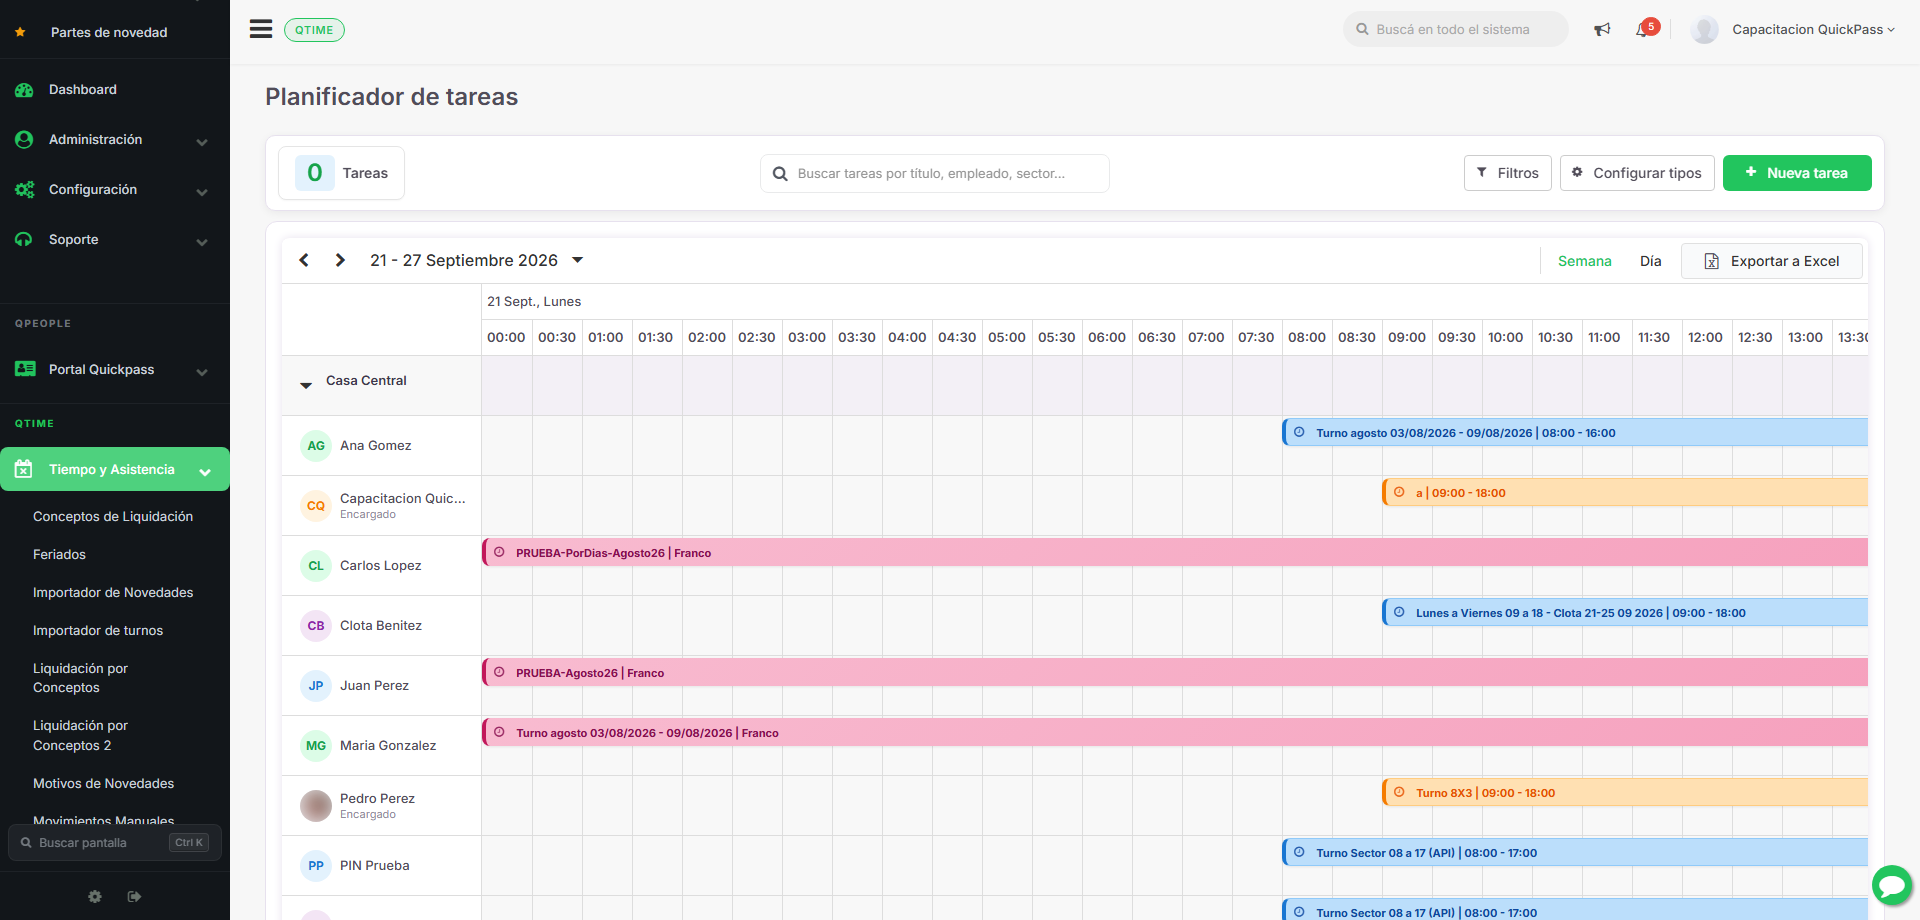 Partes de novedad
Dashboard
Administración
Configuración
Soporte
QPEOPLE
Portal Quickpass
QTIME
Tiempo y Asistencia
Conceptos de Liquidación
Feriados
Importador de Novedades
Importador de turnos
Liquidación por
Conceptos
Liquidación por
Conceptos 2
Motivos de Novedades
Movimientos Manuales
Buscar pantalla
Ctrl K
QTIME
Buscá en todo el sistema
5
Capacitacion QuickPass
Planificador de tareas
0 Tareas
Buscar tareas por título, empleado, sector...
Filtros
Configurar tipos
+ Nueva tarea
21 - 27 Septiembre 2026
Semana
Día
Exportar a Excel
21 Sept., Lunes
00:00 00:30 01:00 01:30 02:00 02:30 03:00 03:30 04:00 04:30 05:00 05:30 06:00 06:30 07:00 07:30 08:00 08:30 09:00 09:30 10:00 10:30 11:00 11:30 12:00 12:30 13:00 13:30
Casa Central
AG Ana Gomez
Turno agosto 03/08/2026 - 09/08/2026 | 08:00 - 16:00
CQ Capacitacion Quic...
Encargado
a | 09:00 - 18:00
CL Carlos Lopez
PRUEBA-PorDias-Agosto26 | Franco
CB Clota Benitez
Lunes a Viernes 09 a 18 - Clota 21-25 09 2026 | 09:00 - 18:00
JP Juan Perez
PRUEBA-Agosto26 | Franco
MG Maria Gonzalez
Turno agosto 03/08/2026 - 09/08/2026 | Franco
Pedro Perez
Encargado
Turno 8X3 | 09:00 - 18:00
PP PIN Prueba
Turno Sector 08 a 17 (API) | 08:00 - 17:00
Turno Sector 08 a 17 (API) | 08:00 - 17:00